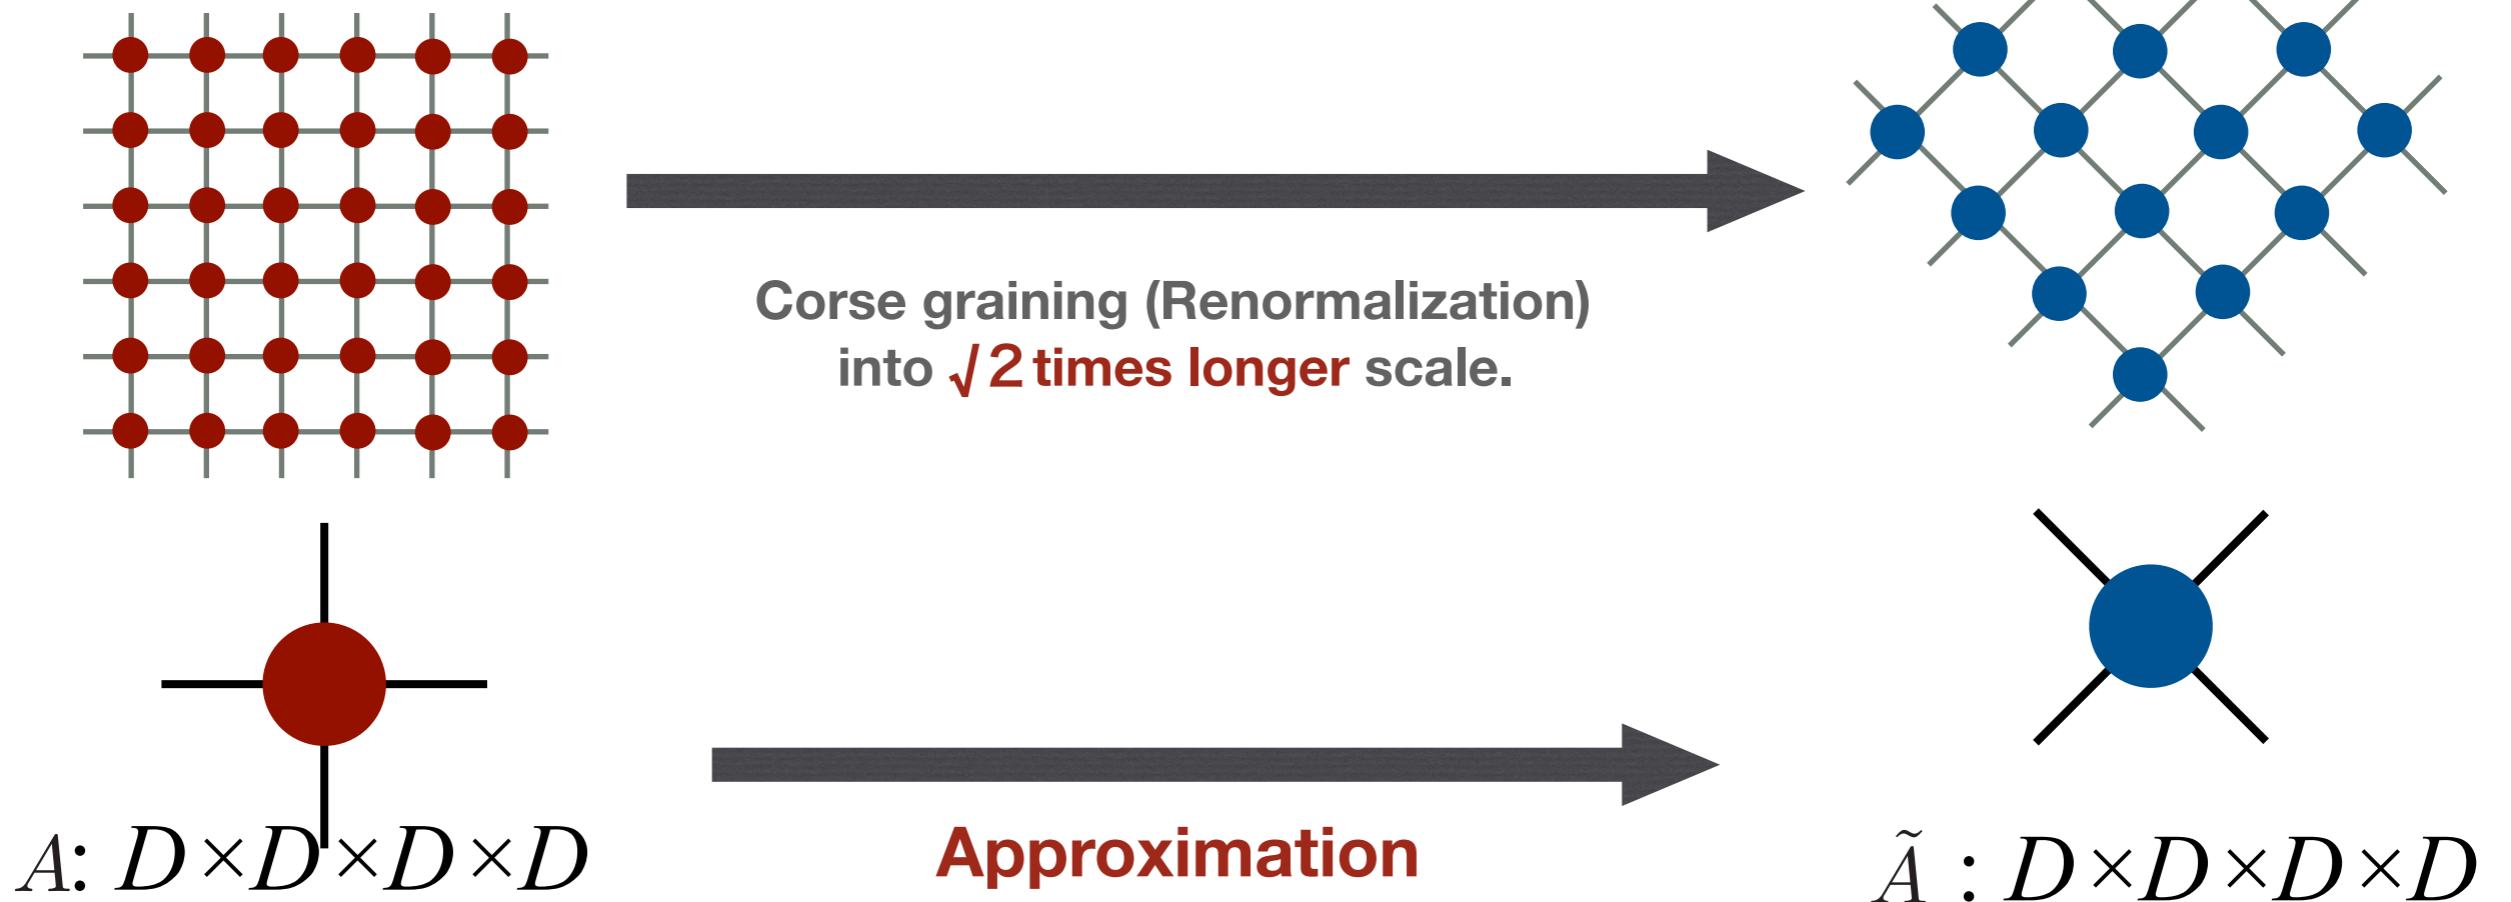 Corse graining (Renormalization)
into √2 times longer scale.
A: D×D×D×D
Approximation
Ã : D×D×D×D